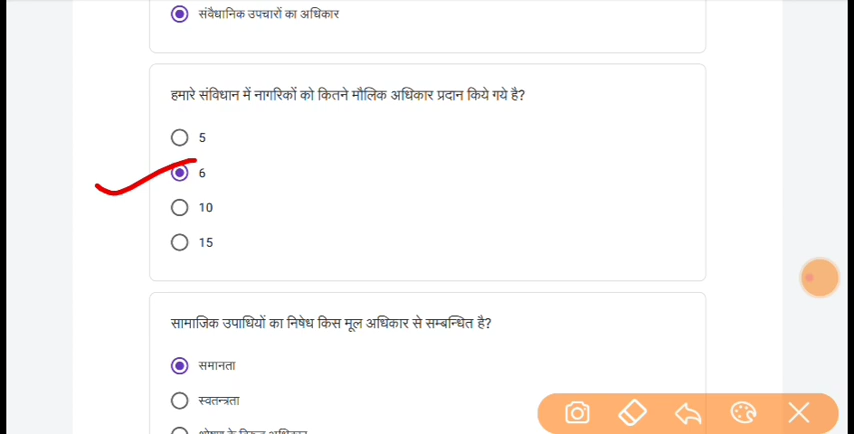 संवैधानिक उपचारों का अधिकार
हमारे संविधान में नागरिकों को कितने मौलिक अधिकार प्रदान किये गये है?
5
6
10
15
सामाजिक उपाधियों का निषेध किस मूल अधिकार से सम्बन्धित है?
समानता
स्वतन्त्रता